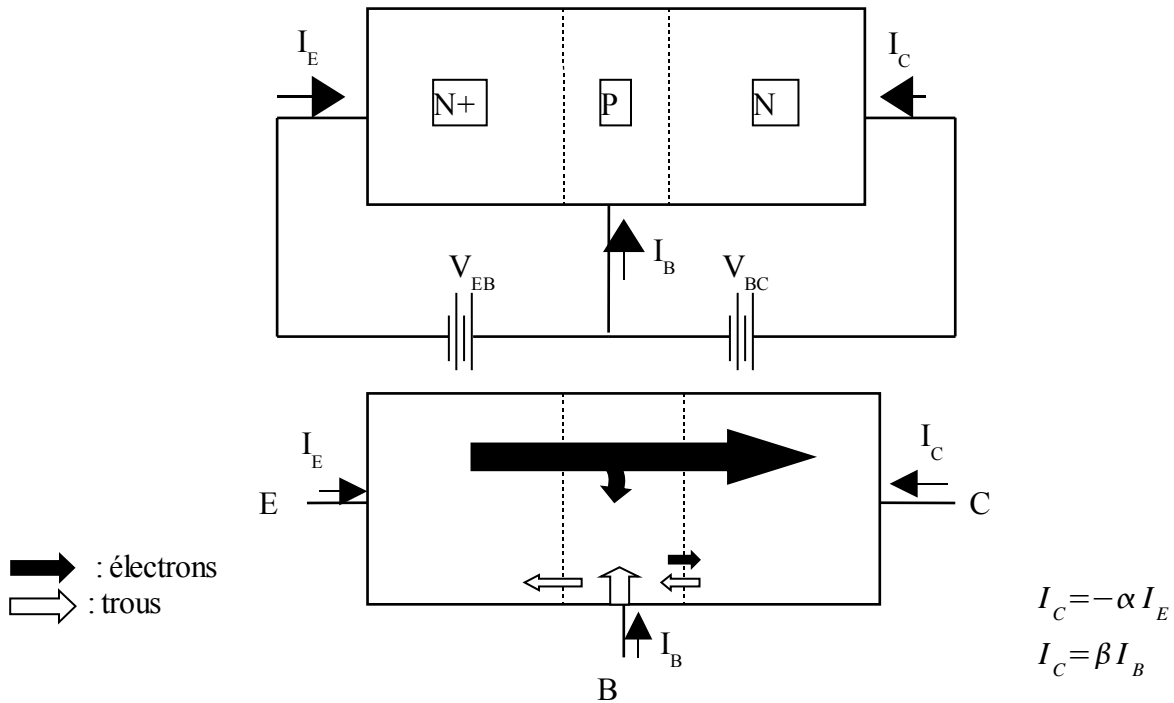 I_E
I_C
N+
P
N
I_B
V_EB
V_BC
I_E
I_C
E
C
: électrons
: trous
I_C=−α I_E
I_C=β I_B
I_B
B